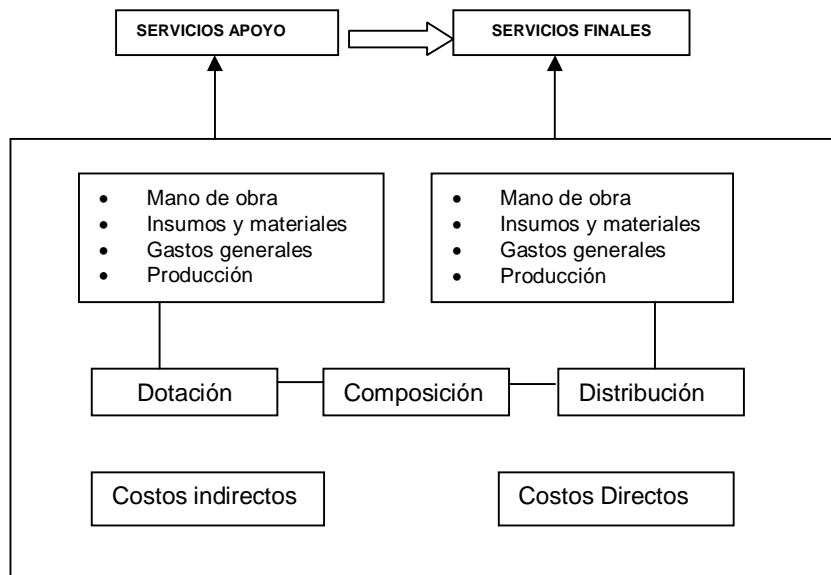 SERVICIOS APOYO
SERVICIOS FINALES
• Mano de obra
• Insumos y materiales
• Gastos generales
• Producción
• Mano de obra
• Insumos y materiales
• Gastos generales
• Producción
Dotación
Composición
Distribución
Costos indirectos
Costos Directos